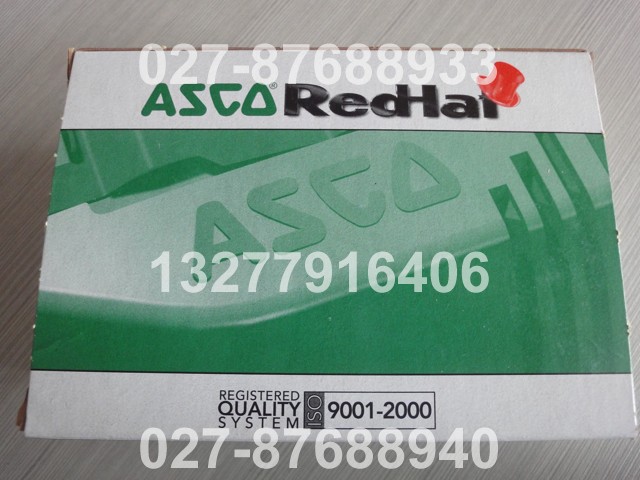 027-87688933
ASCO® RedHat
ASCO
13277916406
REGISTERED
QUALITY
SYSTEM
ISO
9001-2000
027-87688940